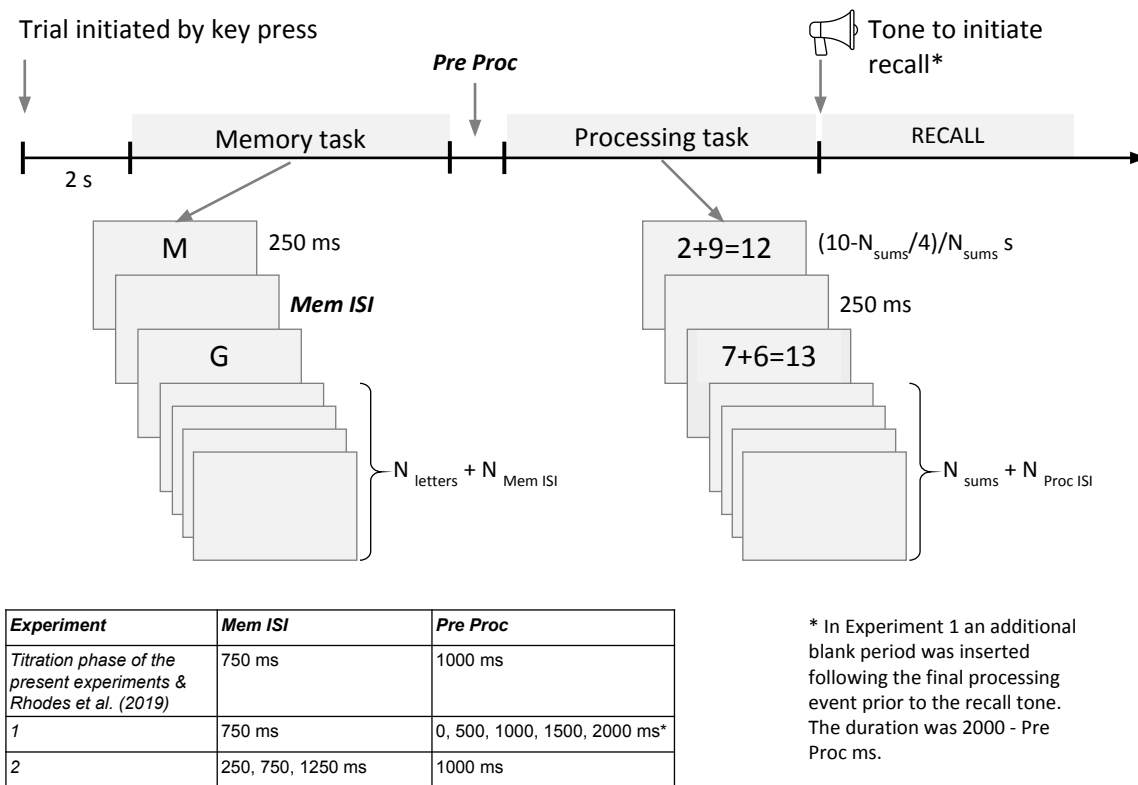 Trial initiated by key press
Tone to initiate
recall*
Pre Proc
Memory task
Processing task
RECALL
2 s
M
250 ms
Mem ISI
G
N letters + N Mem ISI
2+9=12
(10-Nsums/4)/Nsums s
250 ms
7+6=13
N sums + N Proc ISI
Experiment Mem ISI Pre Proc
Titration phase of the 750 ms 1000 ms
present experiments &
Rhodes et al. (2019)
1 750 ms 0, 500, 1000, 1500, 2000 ms*
2 250, 750, 1250 ms 1000 ms
* In Experiment 1 an additional
blank period was inserted
following the final processing
event prior to the recall tone.
The duration was 2000 - Pre
Proc ms.